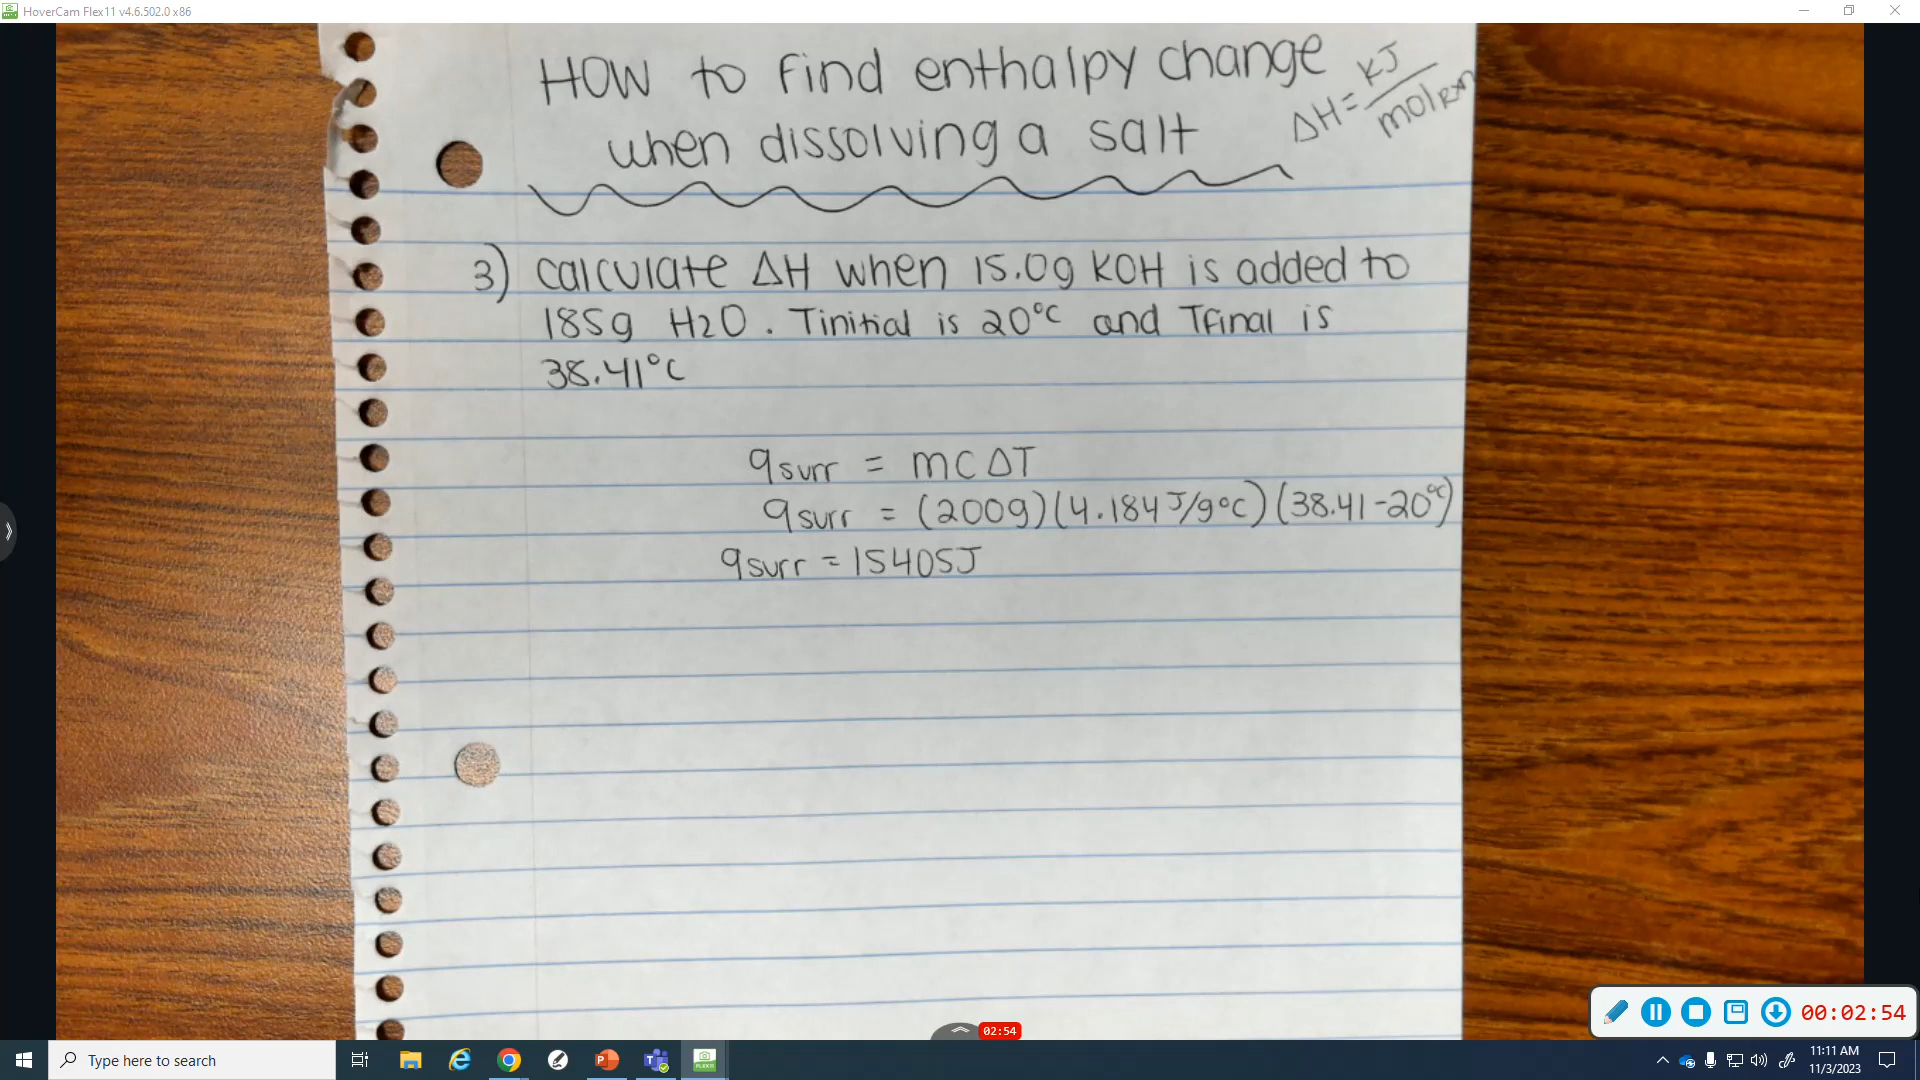 HoverCam Flex11 v4.6.502.0 x86
HOW to find enthalpy change
when dissolving a salt
ΔH = kJ/mol rxn
3) calculate ΔH when 15.0g KOH is added to
185g H2O. Tinitial is 20°C and Tfinal is
38.41°C
qsurr = mCΔT
qsurr = (200g)(4.184J/g°C)(38.41-20°C)
qsurr = 15405J
02:54
00:02:54
Type here to search
11:11 AM
11/3/2023